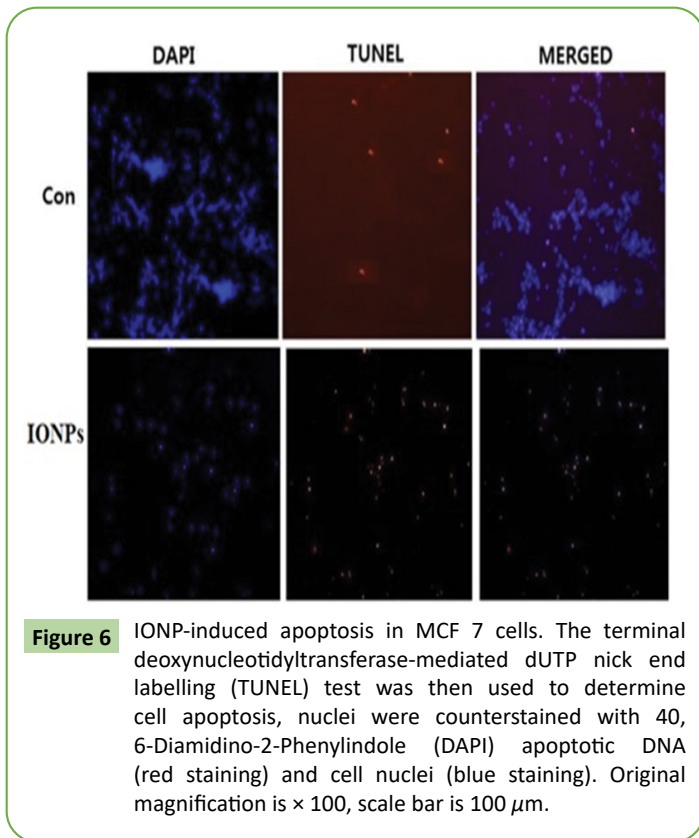 DAPI TUNEL MERGED
Con
IONPs
Figure 6 IONP-induced apoptosis in MCF 7 cells. The terminal
deoxynucleotidyltransferase-mediated dUTP nick end
labelling (TUNEL) test was then used to determine
cell apoptosis, nuclei were counterstained with 40,
6-Diamidino-2-Phenylindole (DAPI) apoptotic DNA
(red staining) and cell nuclei (blue staining). Original
magnification is × 100, scale bar is 100 μm.